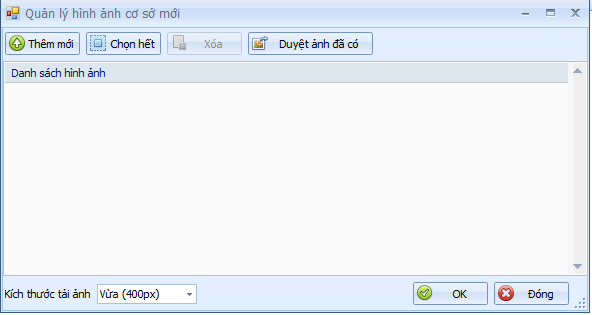 Quản lý hình ảnh cơ sở mới
Thêm mới Chọn hết Xóa Duyệt ảnh đã có
Danh sách hình ảnh
Kích thước tải ảnh Vừa (400px) OK Đóng